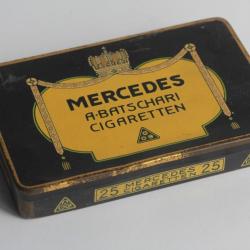 MERCEDES
A·BATSCHARI
CIGARETTEN
25 MERCEDES CIGARETTEN 25